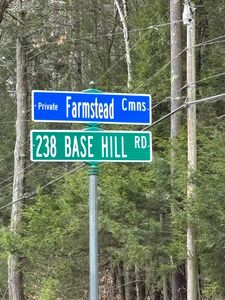 Private Farmstead Cmns.
238 BASE HILL RD